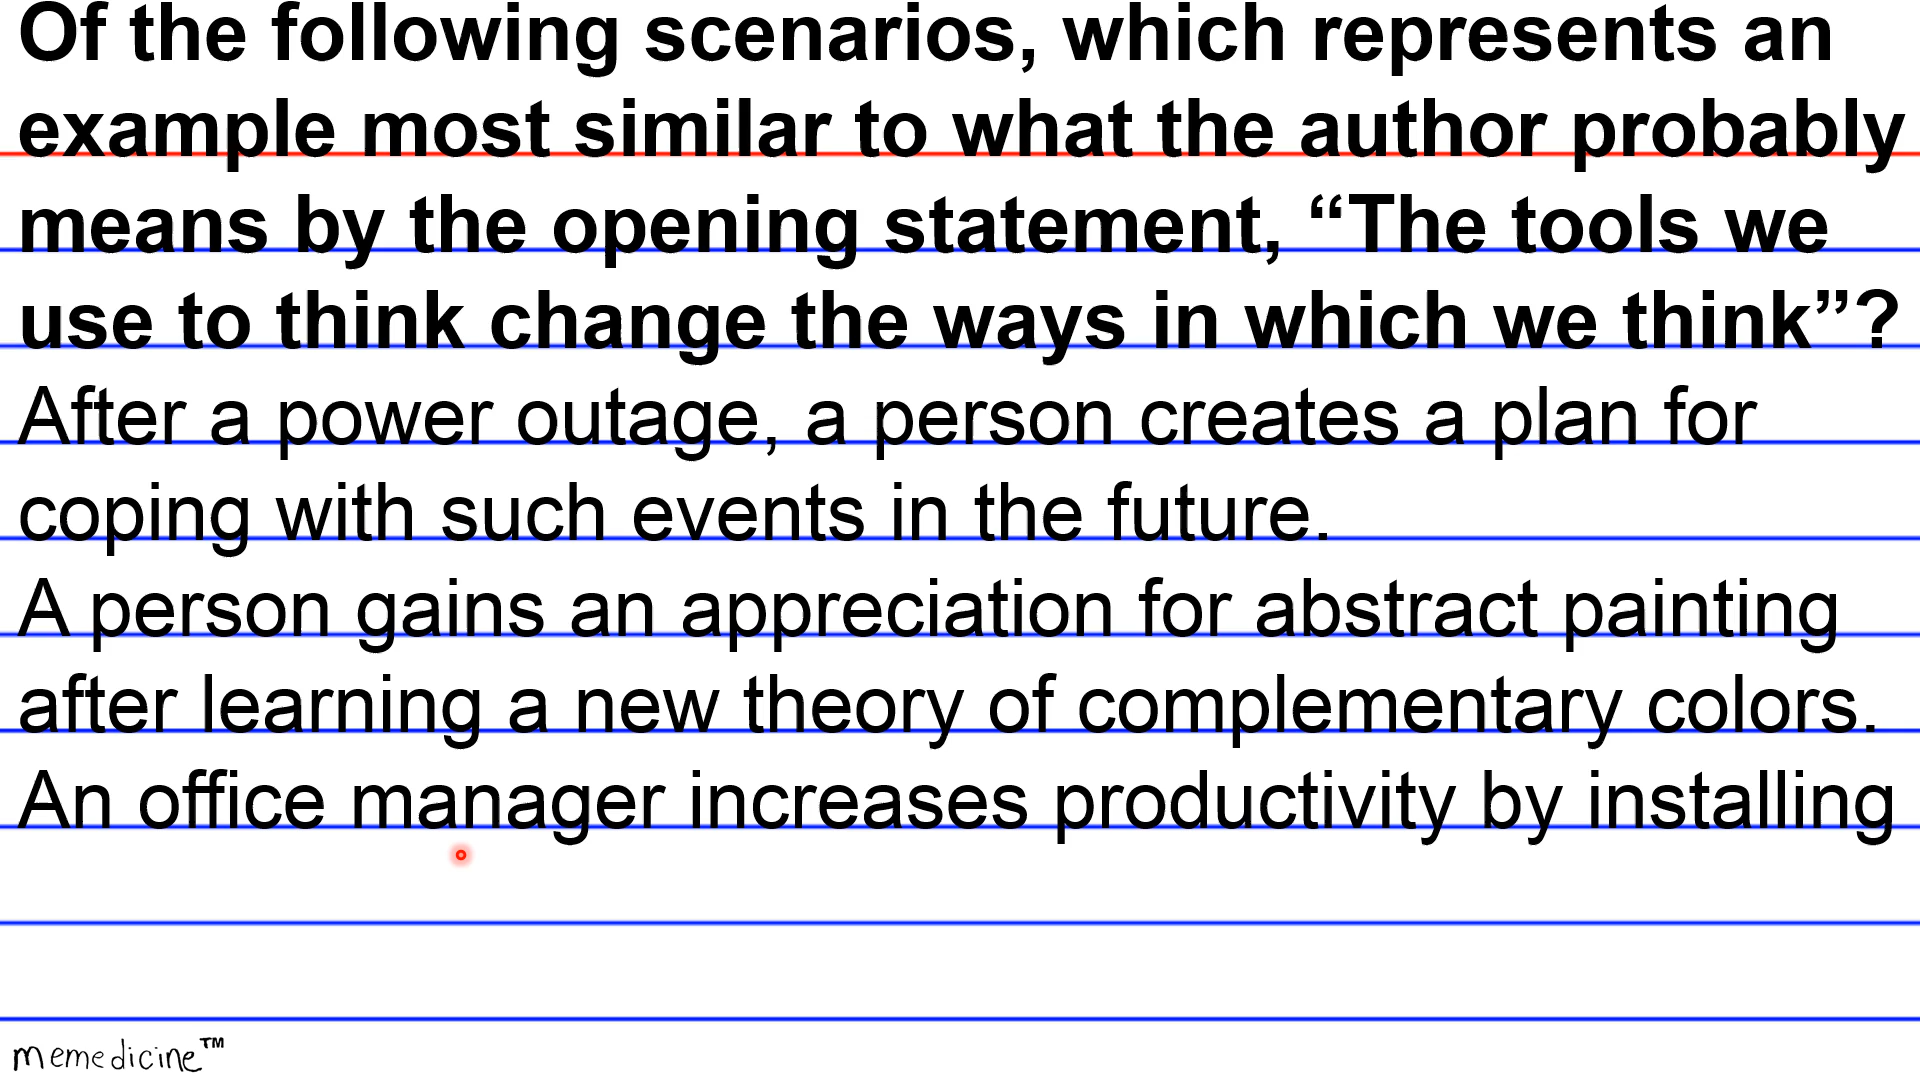 Of the following scenarios, which represents an
example most similar to what the author probably
means by the opening statement, “The tools we
use to think change the ways in which we think”?
After a power outage, a person creates a plan for
coping with such events in the future.
A person gains an appreciation for abstract painting
after learning a new theory of complementary colors.
An office manager increases productivity by installing
memedicine™